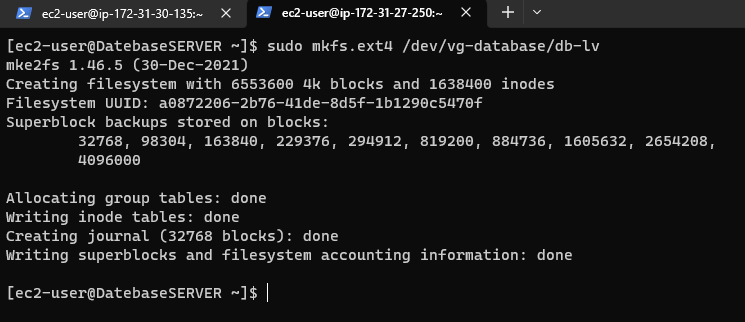 ec2-user@ip-172-31-30-135:~
ec2-user@ip-172-31-27-250:~
[ec2-user@DatebaseSERVER ~]$ sudo mkfs.ext4 /dev/vg-database/db-lv
mke2fs 1.46.5 (30-Dec-2021)
Creating filesystem with 6553600 4k blocks and 1638400 inodes
Filesystem UUID: a0872206-2b76-41de-8d5f-1b1290c5470f
Superblock backups stored on blocks:
        32768, 98304, 163840, 229376, 294912, 819200, 884736, 1605632, 2654208,
        4096000
Allocating group tables: done
Writing inode tables: done
Creating journal (32768 blocks): done
Writing superblocks and filesystem accounting information: done
[ec2-user@DatebaseSERVER ~]$